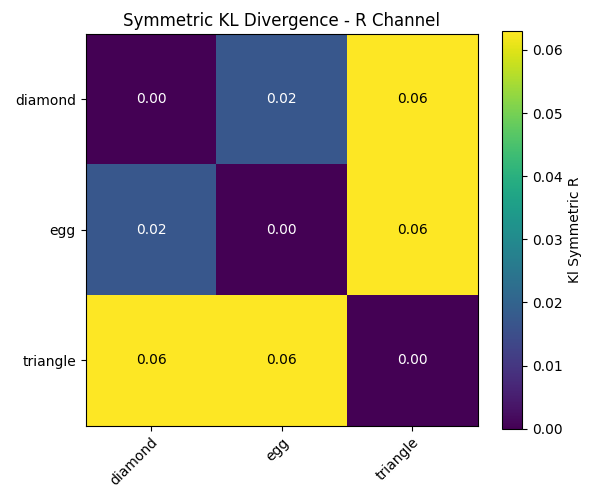 Symmetric KL Divergence - R Channel
diamond 0.00 0.02 0.06
egg 0.02 0.00 0.06
triangle 0.06 0.06 0.00
diamond egg triangle
0.06
0.05
0.04
0.03
0.02
0.01
0.00
Kl Symmetric R